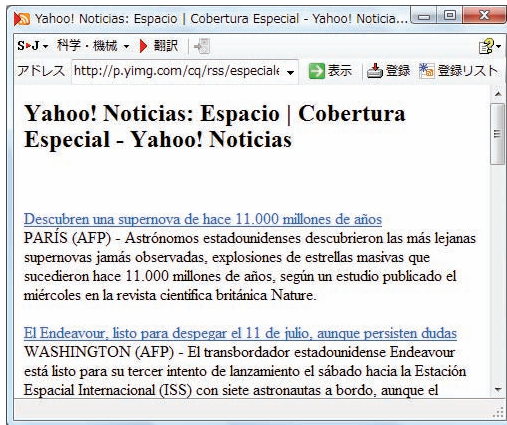 Yahoo! Noticias: Espacio | Cobertura Especial - Yahoo! Noticia...
S▸J 科学・機械 翻訳
アドレス http://p.yimg.com/cq/rss/especiale 表示 登録 登録リスト
Yahoo! Noticias: Espacio | Cobertura
Especial - Yahoo! Noticias
Descubren una supernova de hace 11.000 millones de años
PARÍS (AFP) - Astrónomos estadounidenses descubrieron las más lejanas
supernovas jamás observadas, explosiones de estrellas masivas que
sucedieron hace 11.000 millones de años, según un estudio publicado el
miércoles en la revista científica británica Nature.
El Endeavour, listo para despegar el 11 de julio, aunque persisten dudas
WASHINGTON (AFP) - El transbordador estadounidense Endeavour
está listo para su tercer intento de lanzamiento el sábado hacia la Estación
Espacial Internacional (ISS) con siete astronautas a bordo, aunque el